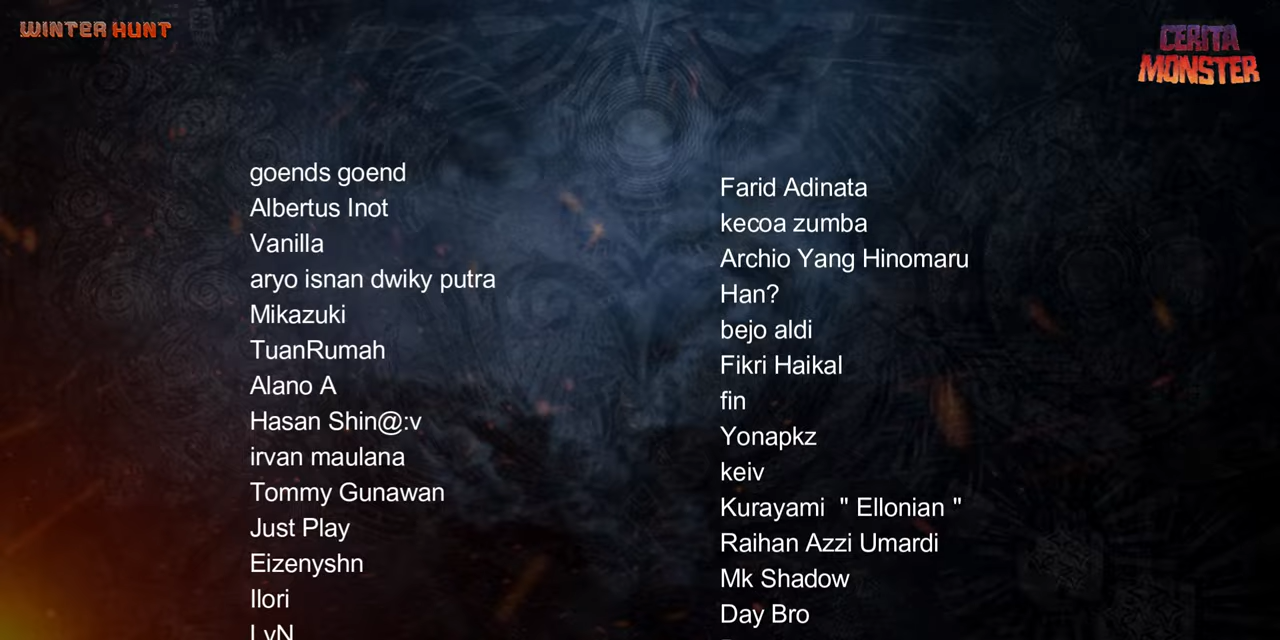 WINTER HUNT
CERITA
MONSTER
goends goend
Albertus Inot
Vanilla
aryo isnan dwiky putra
Mikazuki
TuanRumah
Alano A
Hasan Shin@:v
irvan maulana
Tommy Gunawan
Just Play
Eizenyshn
Ilori
LvN
Farid Adinata
kecoa zumba
Archio Yang Hinomaru
Han?
bejo aldi
Fikri Haikal
fin
Yonapkz
keiv
Kurayami  " Ellonian "
Raihan Azzi Umardi
Mk Shadow
Day Bro